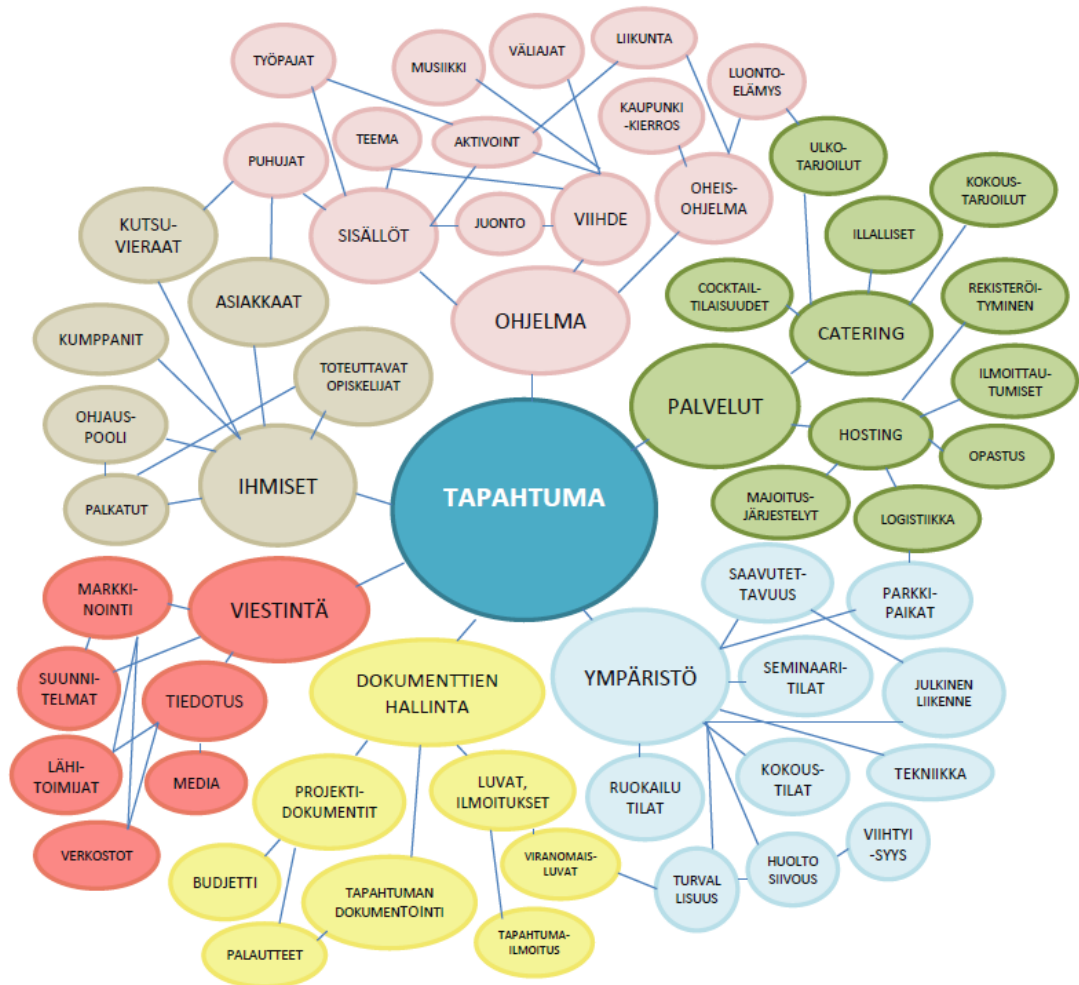 TYÖPAJAT
MUSIIKKI
VÄLIAJAT
LIIKUNTA
LUONTO-
ELÄMYS
KAUPUNKI
-KIERROS
TEEMA
AKTIVOINT
PUHUJAT
ULKO-
TARJOILUT
KOKOUS-
TARJOILUT
KUTSU-
VIERAAT
SISÄLLÖT
JUONTO
VIIHDE
OHEIS-
OHJELMA
ILLALLISET
ASIAKKAAT
OHJELMA
COCKTAIL-
TILAISUUDET
CATERING
REKISTERÖI-
TYMINEN
KUMPPANIT
TOTEUTTAVAT
OPISKELIJAT
PALVELUT
ILMOITTAU-
TUMISET
OHJAUS-
POOLI
HOSTING
OPASTUS
PALKATUT
IHMISET
TAPAHTUMA
MAJOITUS-
JÄRJESTELYT
LOGISTIIKKA
MARKKI-
NOINTI
VIESTINTÄ
SAAVUTET-
TAVUUS
PARKKI-
PAIKAT
SUUNNI-
TELMAT
TIEDOTUS
DOKUMENTTIEN
HALLINTA
YMPÄRISTÖ
SEMINAARI-
TILAT
JULKINEN
LIIKENNE
LÄHI-
TOIMIJAT
MEDIA
PROJEKTI-
DOKUMENTIT
LUVAT,
ILMOITUKSET
RUOKAILU
TILAT
KOKOUS-
TILAT
TEKNIIKKA
VERKOSTOT
BUDJETTI
TAPAHTUMAN
DOKUMENTOINTI
VIRANOMAIS-
LUVAT
TURVAL
LISUUS
HUOLTO
SIIVOUS
VIIHTYI
-SYYS
PALAUTTEET
TAPAHTUMA-
ILMOITUS